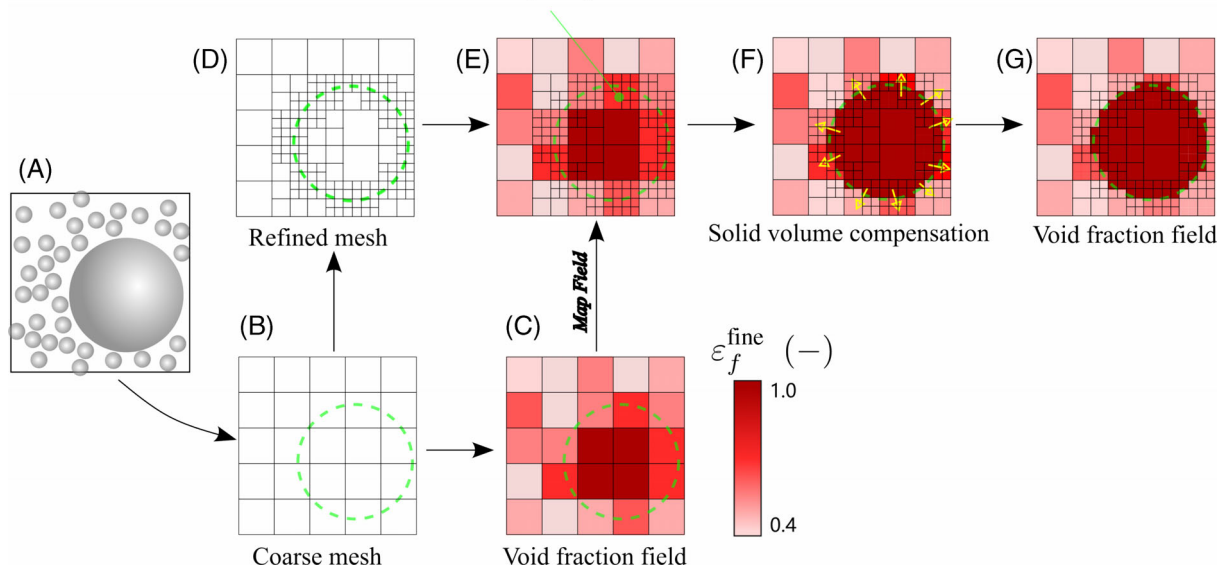 (D)
(E)
(F)
(G)
(A)
Refined mesh
Solid volume compensation
Void fraction field
Map Field
(B)
(C)
ε_f^fine (−)
1.0
0.4
Coarse mesh
Void fraction field